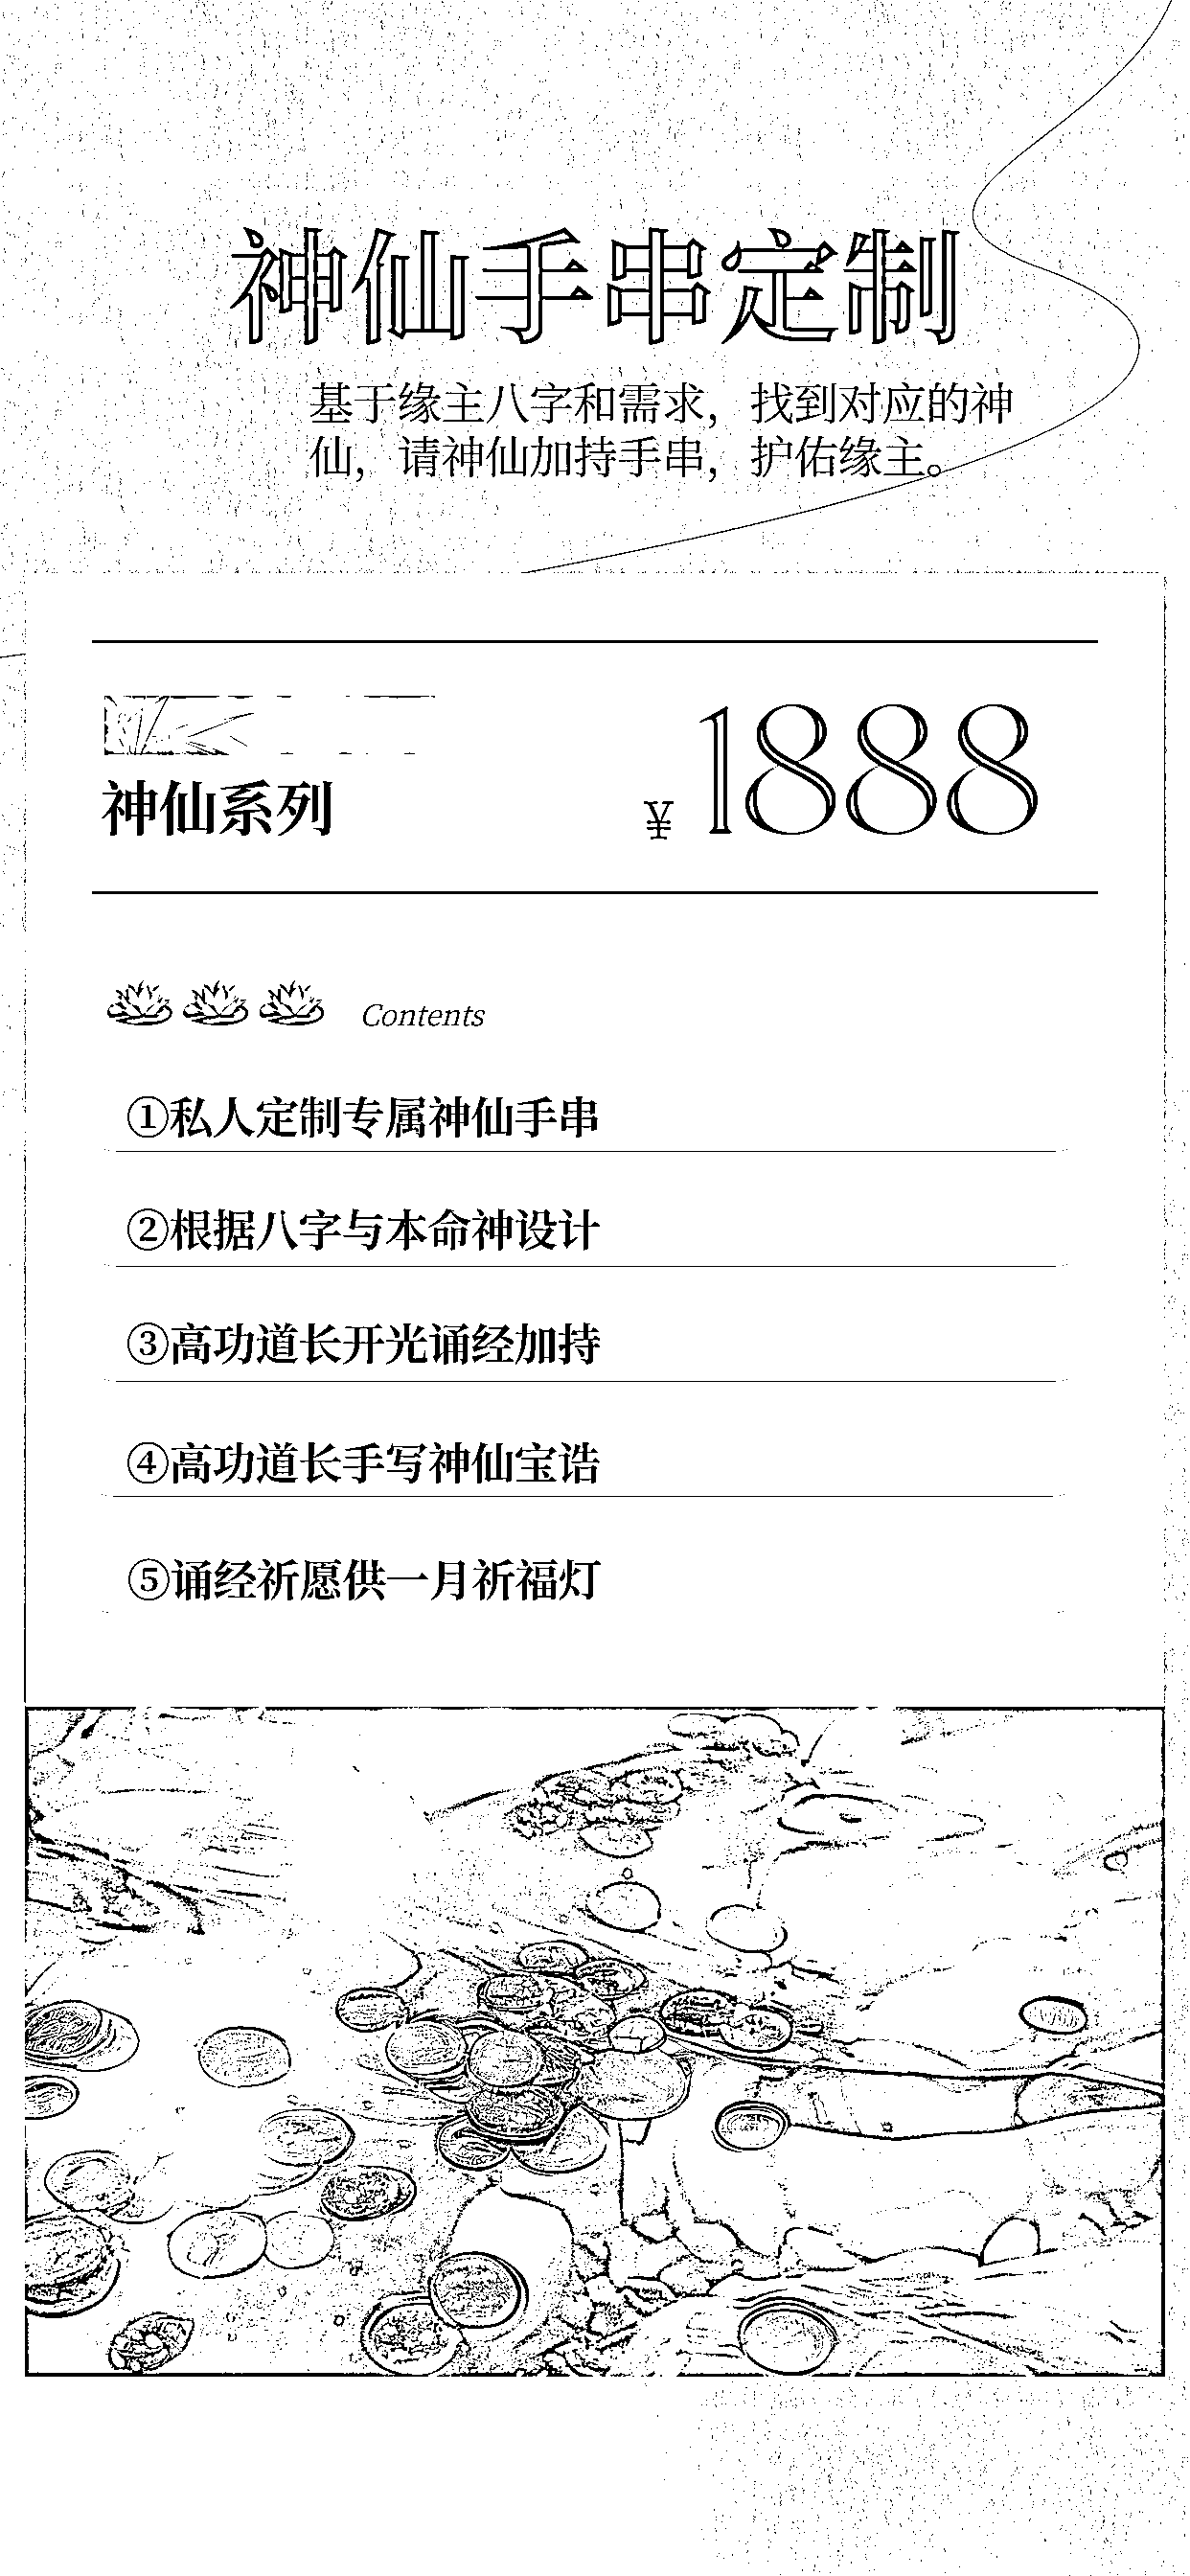 神仙手串定制
基于缘主八字和需求，找到对应的神
仙，请神仙加持手串，护佑缘主。
神仙系列
¥ 1888
Contents
①私人定制专属神仙手串
②根据八字与本命神设计
③高功道长开光诵经加持
④高功道长手写神仙宝诰
⑤诵经祈愿供一月祈福灯